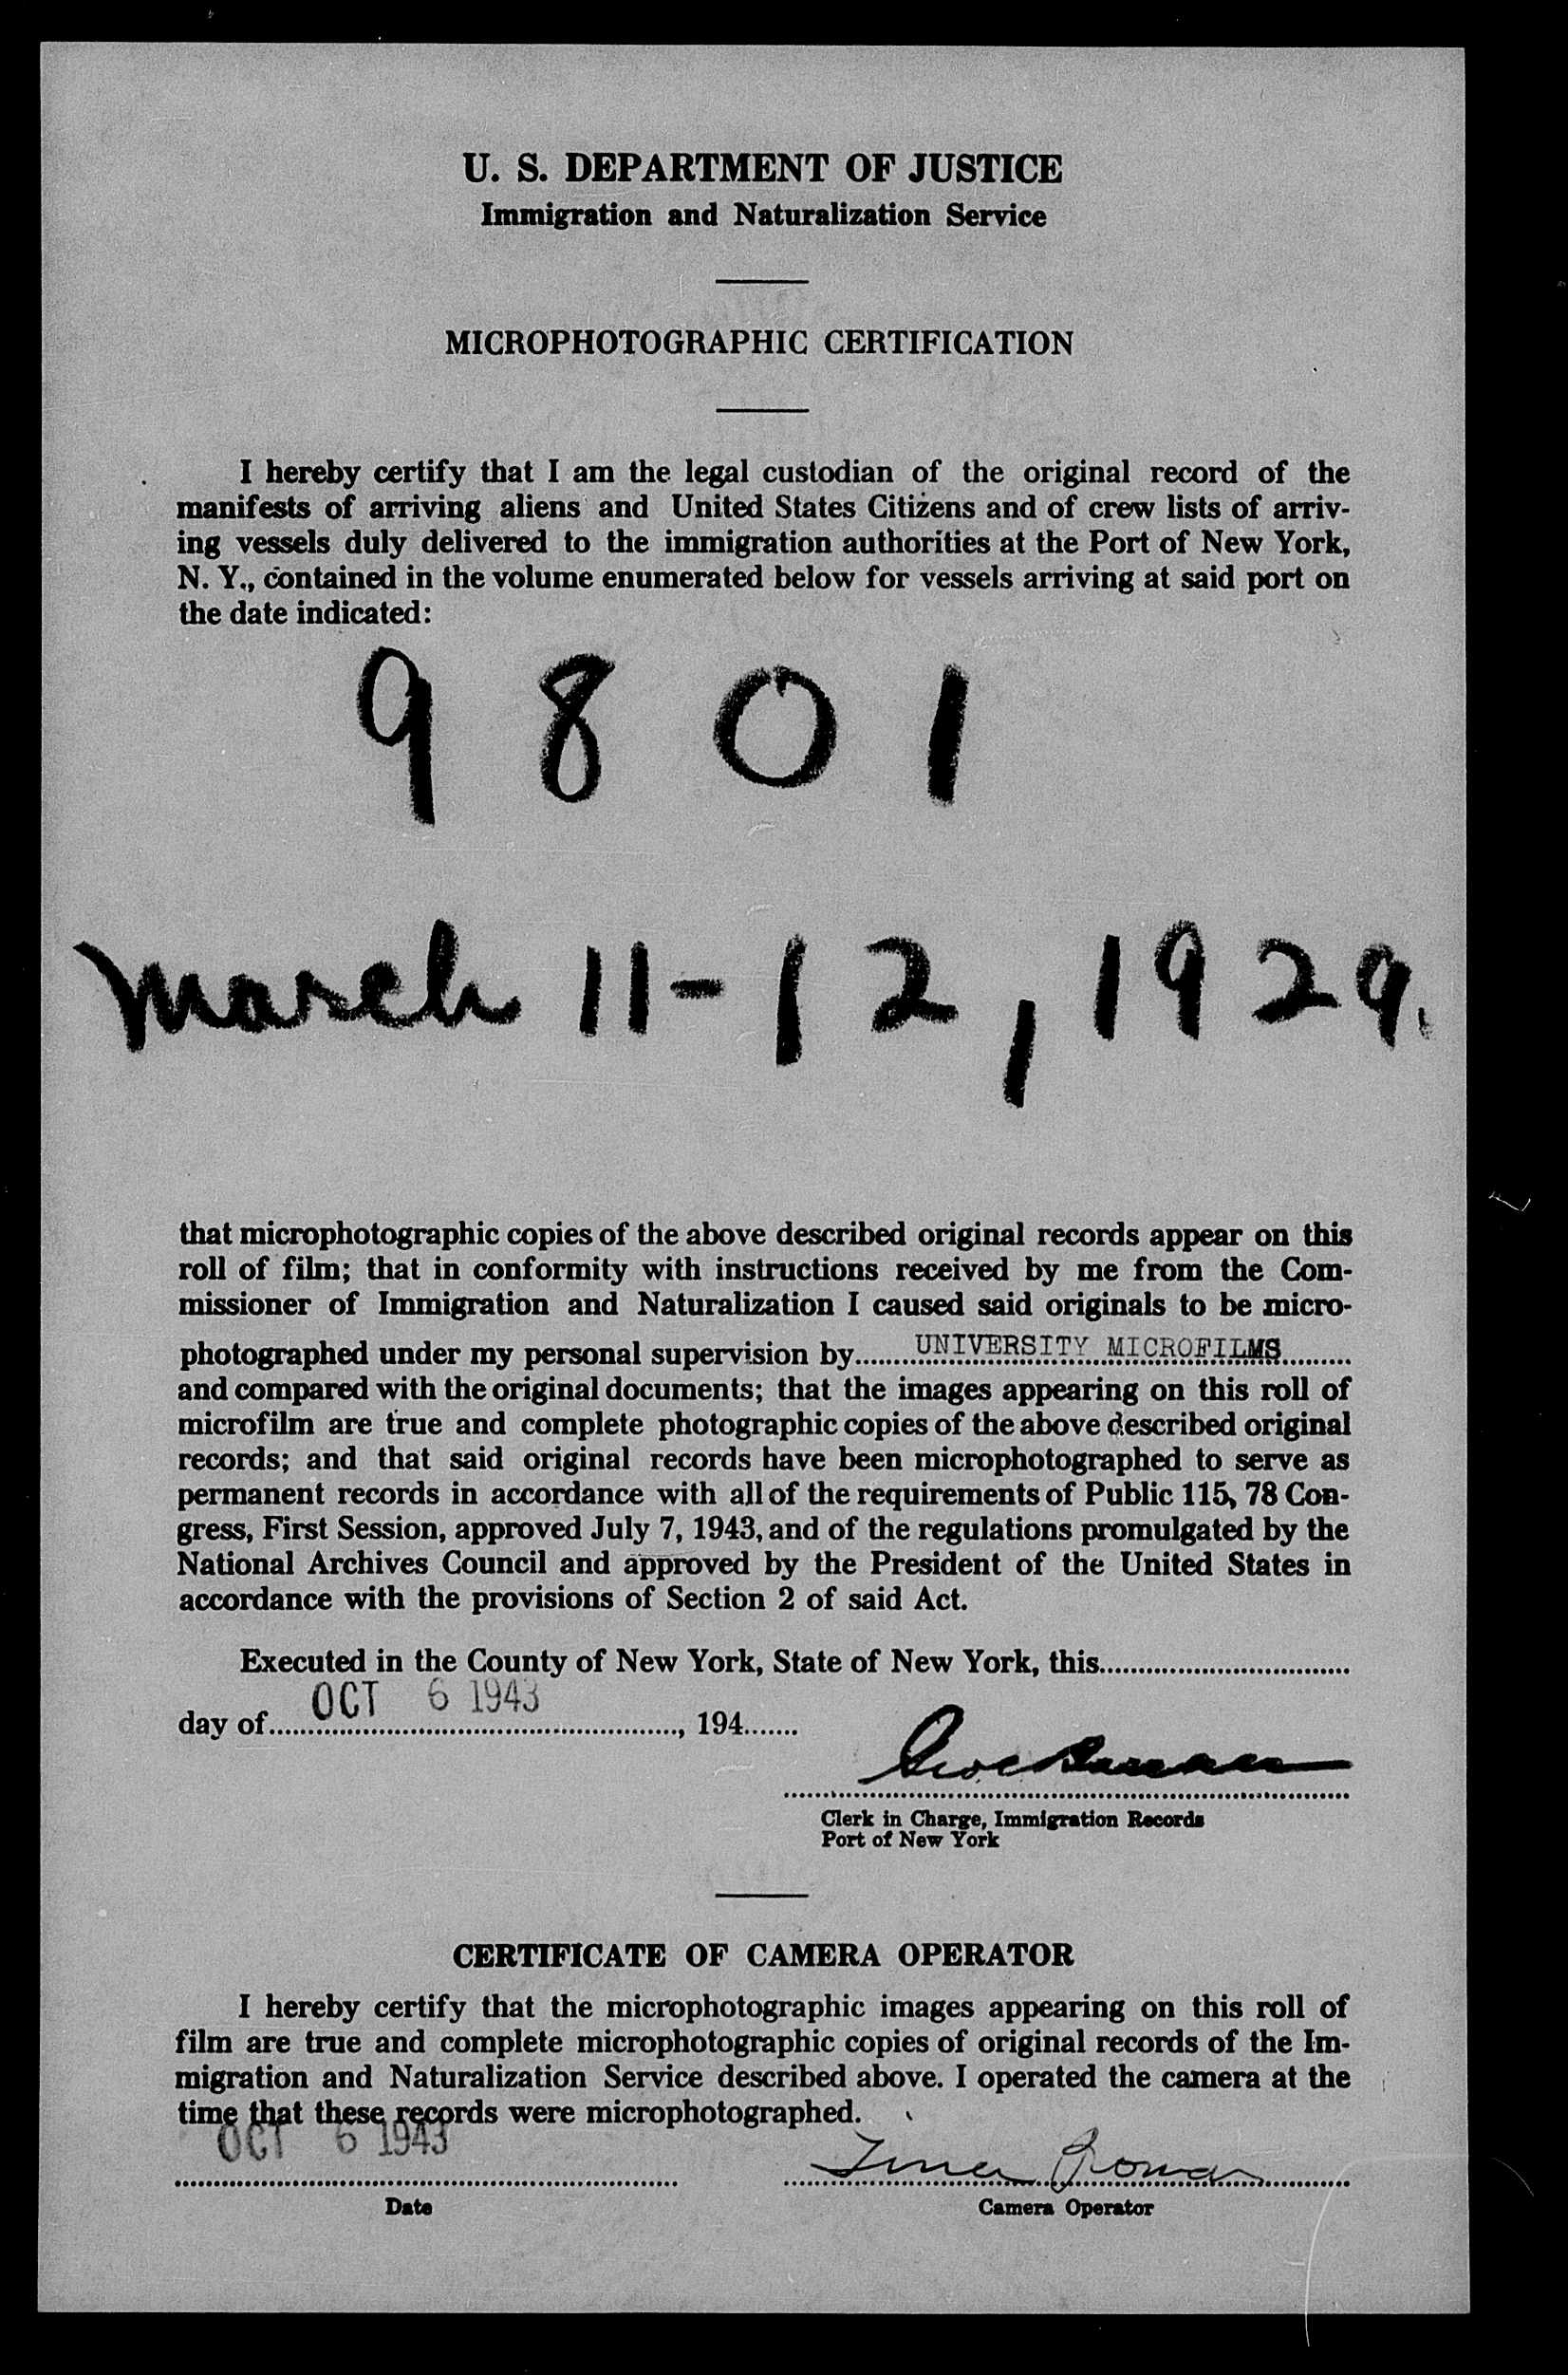 U. S. DEPARTMENT OF JUSTICE
Immigration and Naturalization Service
MICROPHOTOGRAPHIC CERTIFICATION
I hereby certify that I am the legal custodian of the original record of the
manifests of arriving aliens and United States Citizens and of crew lists of arriv-
ing vessels duly delivered to the immigration authorities at the Port of New York,
N. Y., contained in the volume enumerated below for vessels arriving at said port on
the date indicated:
9801
March 11-12, 1929.
that microphotographic copies of the above described original records appear on this
roll of film; that in conformity with instructions received by me from the Com-
missioner of Immigration and Naturalization I caused said originals to be micro-
photographed under my personal supervision by UNIVERSITY MICROFILMS
and compared with the original documents; that the images appearing on this roll of
microfilm are true and complete photographic copies of the above described original
records; and that said original records have been microphotographed to serve as
permanent records in accordance with all of the requirements of Public 115, 78 Con-
gress, First Session, approved July 7, 1943, and of the regulations promulgated by the
National Archives Council and approved by the President of the United States in
accordance with the provisions of Section 2 of said Act.
Executed in the County of New York, State of New York, this
day of OCT 6 1943, 194
Clerk in Charge, Immigration Records
Port of New York
CERTIFICATE OF CAMERA OPERATOR
I hereby certify that the microphotographic images appearing on this roll of
film are true and complete microphotographic copies of original records of the Im-
migration and Naturalization Service described above. I operated the camera at the
time that these records were microphotographed.
OCT 6 1943
Date
Camera Operator